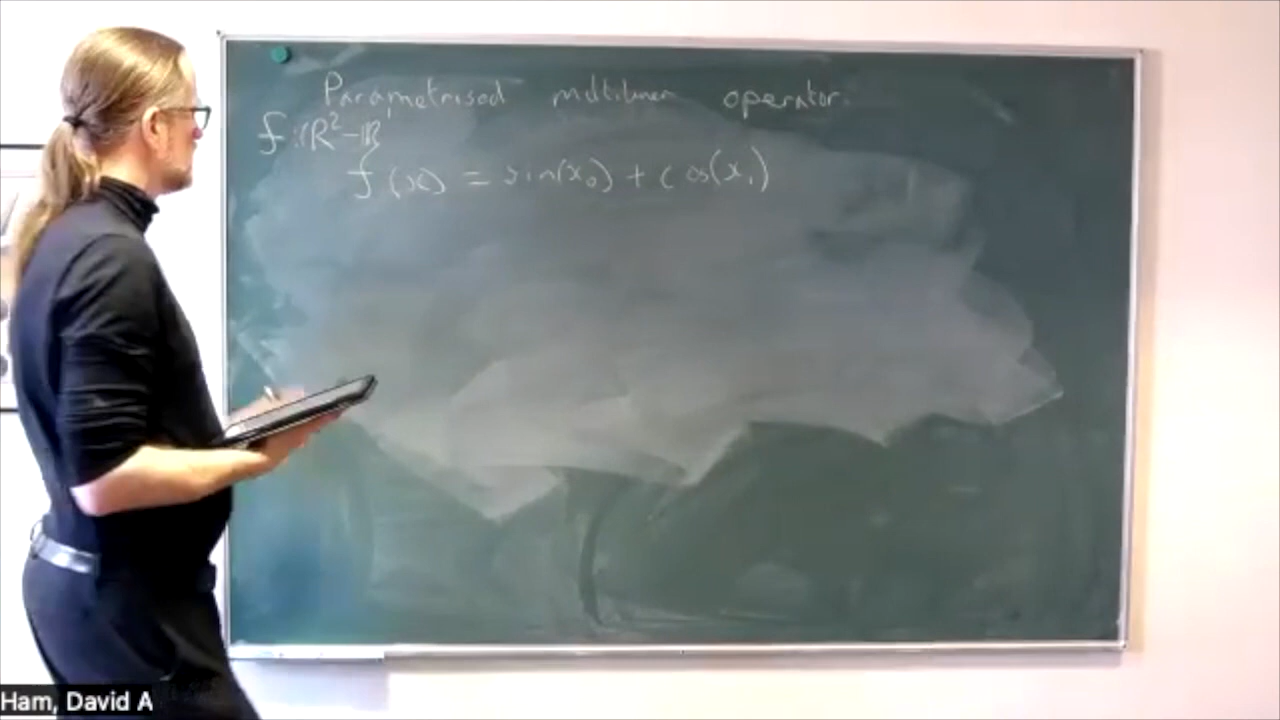 Parametrised multilinear operator.
f : ℝ² → ℝ
f(x) = sin(x₀) + cos(x₁)
Ham, David A